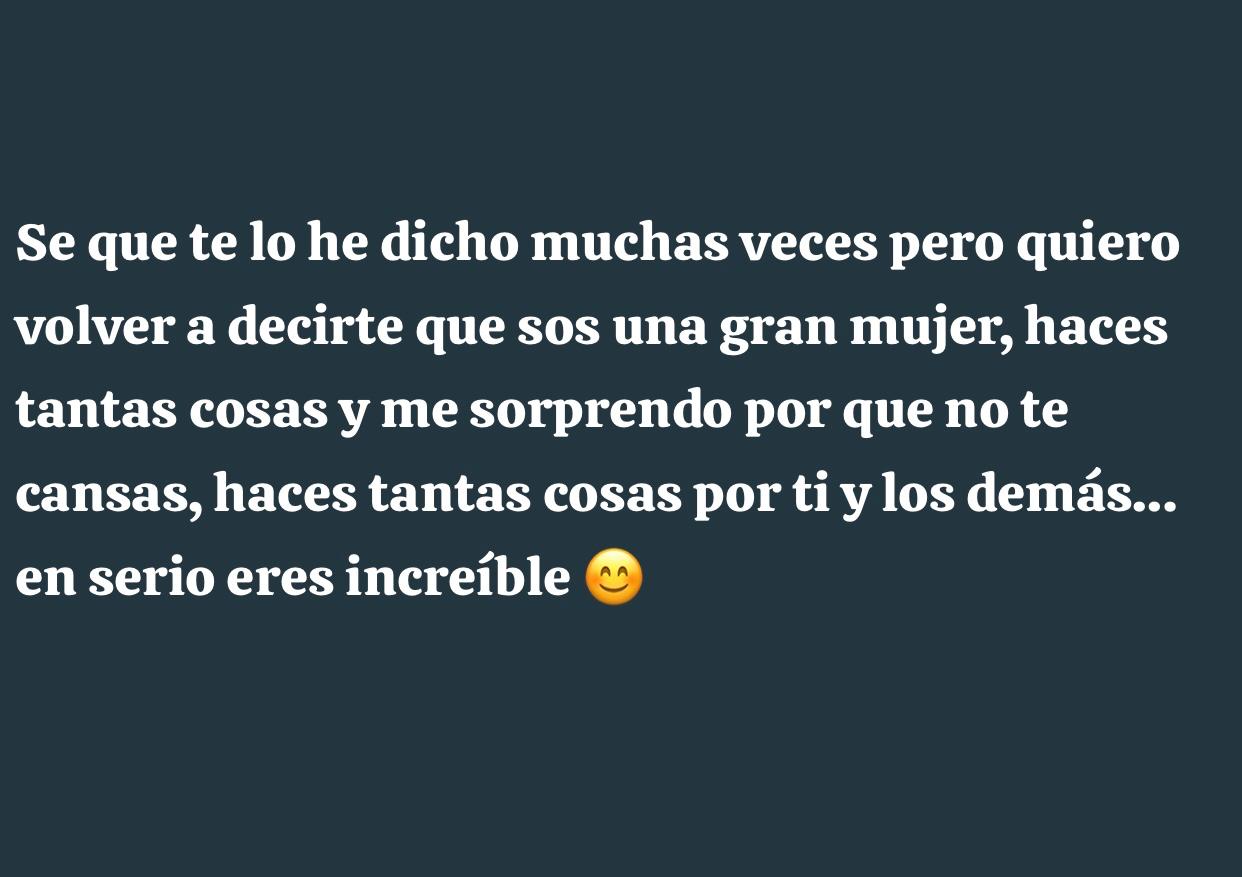 Se que te lo he dicho muchas veces pero quiero
volver a decirte que sos una gran mujer, haces
tantas cosas y me sorprendo por que no te
cansas, haces tantas cosas por ti y los demás...
en serio eres increíble 😊